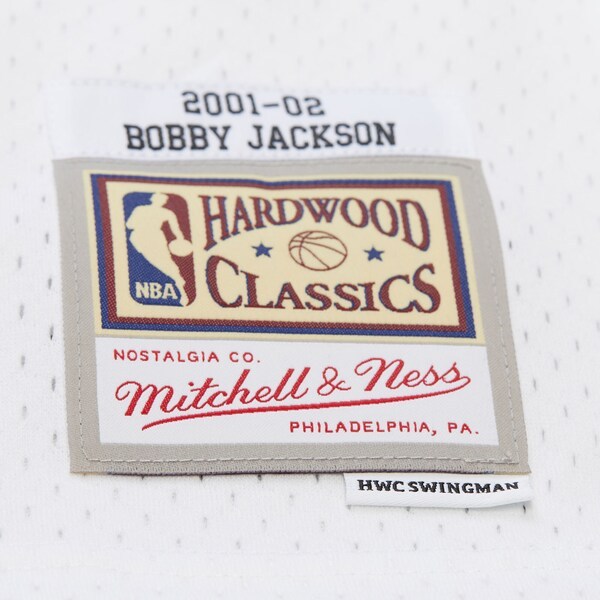 2001-02
BOBBY JACKSON
HARDWOOD
NBA
CLASSICS
NOSTALGIA CO.
Mitchell & Ness
PHILADELPHIA, PA.
HWC SWINGMAN